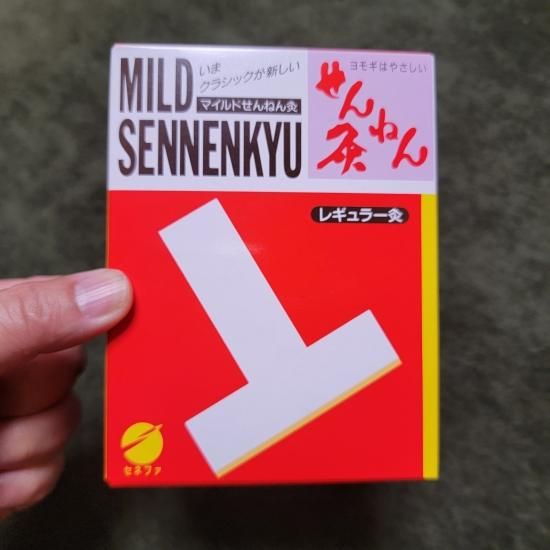 MILD
SENNENKYU
いま
クラシックが新しい
マイルドせんねん灸
ヨモギはやさしい
せんねん灸
レギュラー灸
セネファ